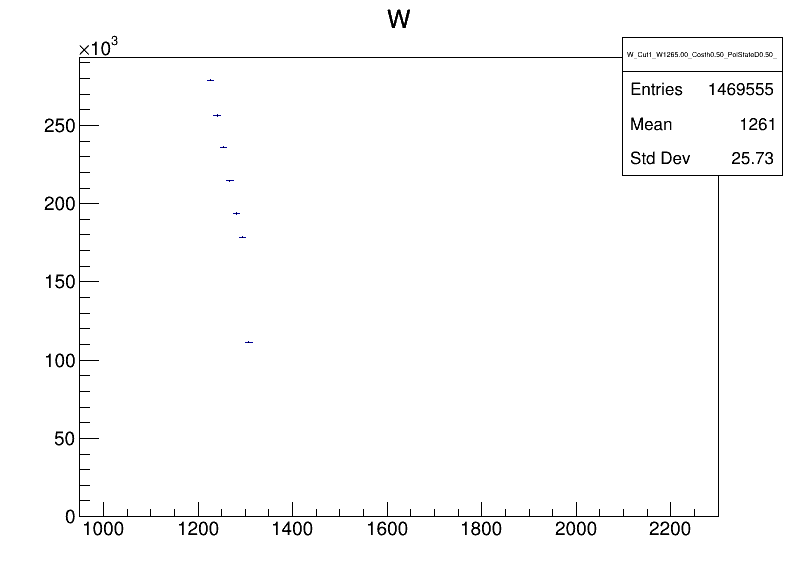 W
×10³
W_Cut1_W1265.00_Costh0.50_PolStateD0.50_
Entries 1469555
Mean 1261
Std Dev 25.73
250
200
150
100
50
0
1000 1200 1400 1600 1800 2000 2200